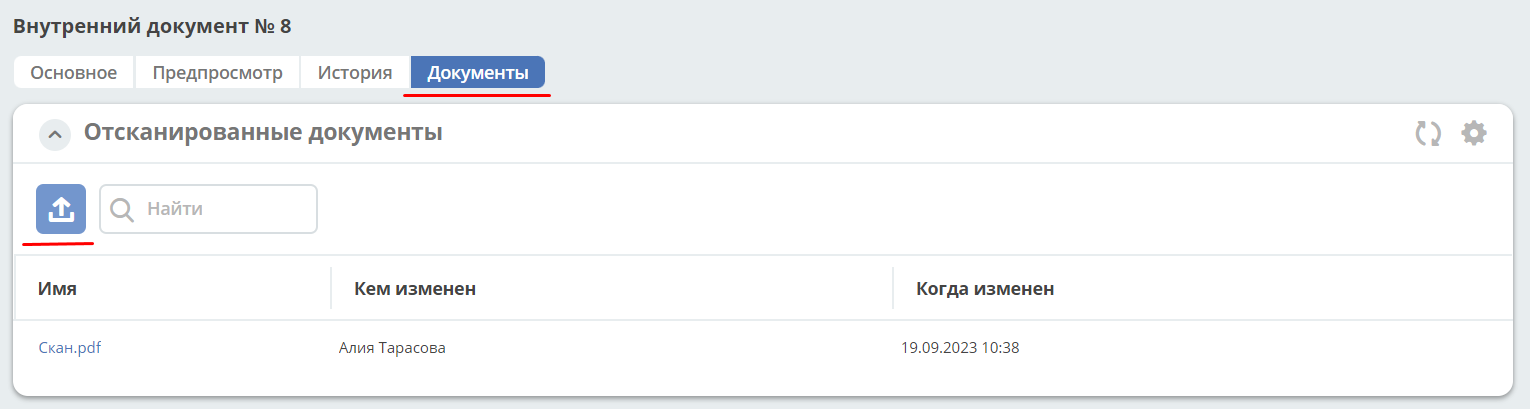 Внутренний документ № 8
Основное Предпросмотр История Документы
Отсканированные документы
Найти
Имя Кем изменен Когда изменен
Скан.pdf Алия Тарасова 19.09.2023 10:38